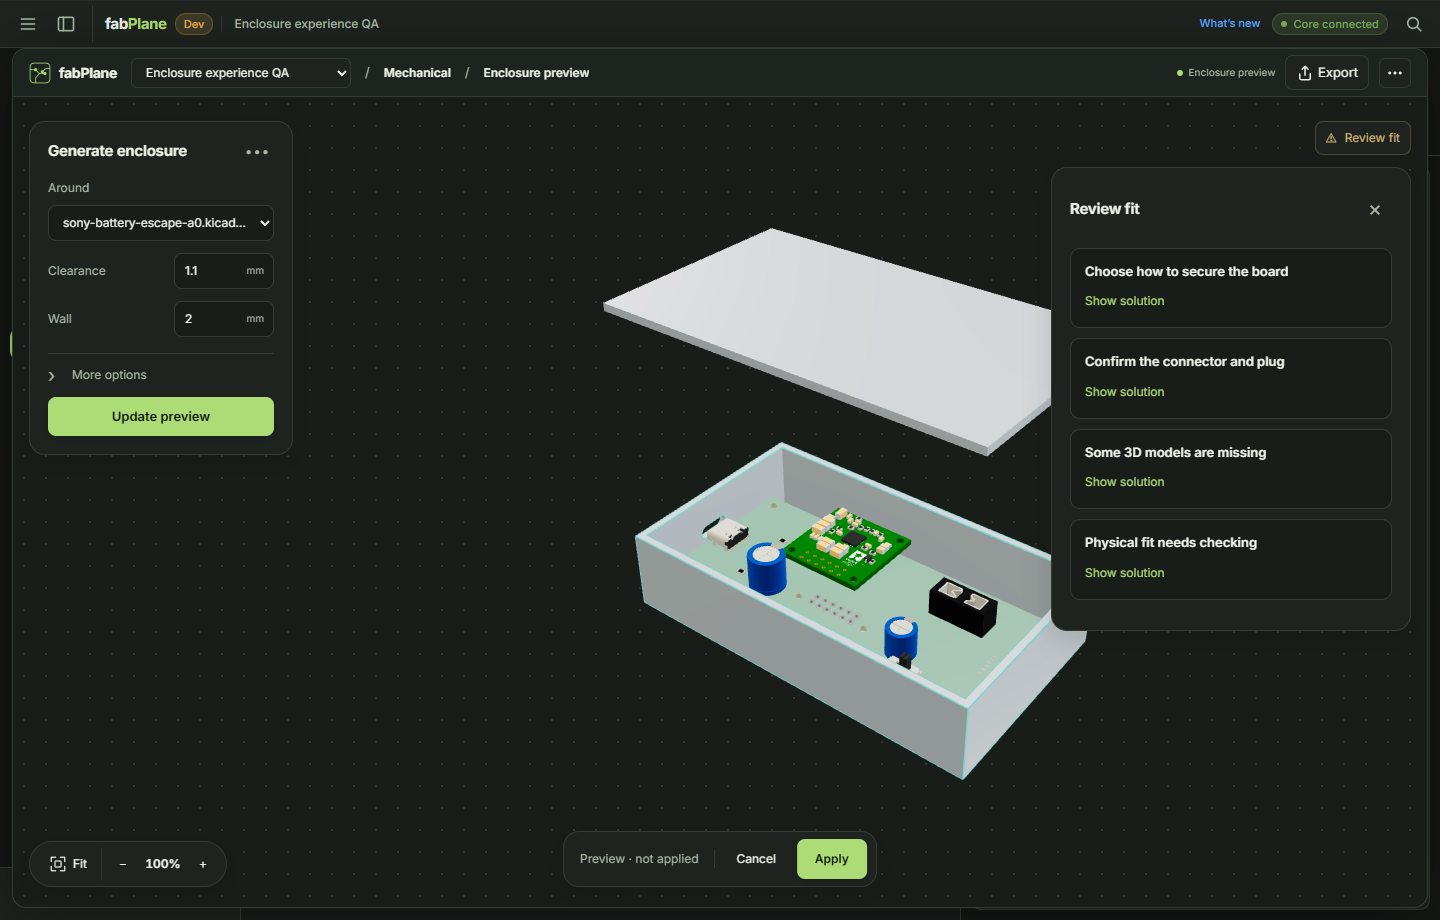 fabPlane Dev Enclosure experience QA What's new Core connected
fabPlane Enclosure experience QA / Mechanical / Enclosure preview Enclosure preview Export
Generate enclosure
Around
sony-battery-escape-a0.kicad...
Clearance 1.1 mm
Wall 2 mm
More options
Update preview
Review fit
Review fit
Choose how to secure the board
Show solution
Confirm the connector and plug
Show solution
Some 3D models are missing
Show solution
Physical fit needs checking
Show solution
Fit − 100% +
Preview · not applied Cancel Apply